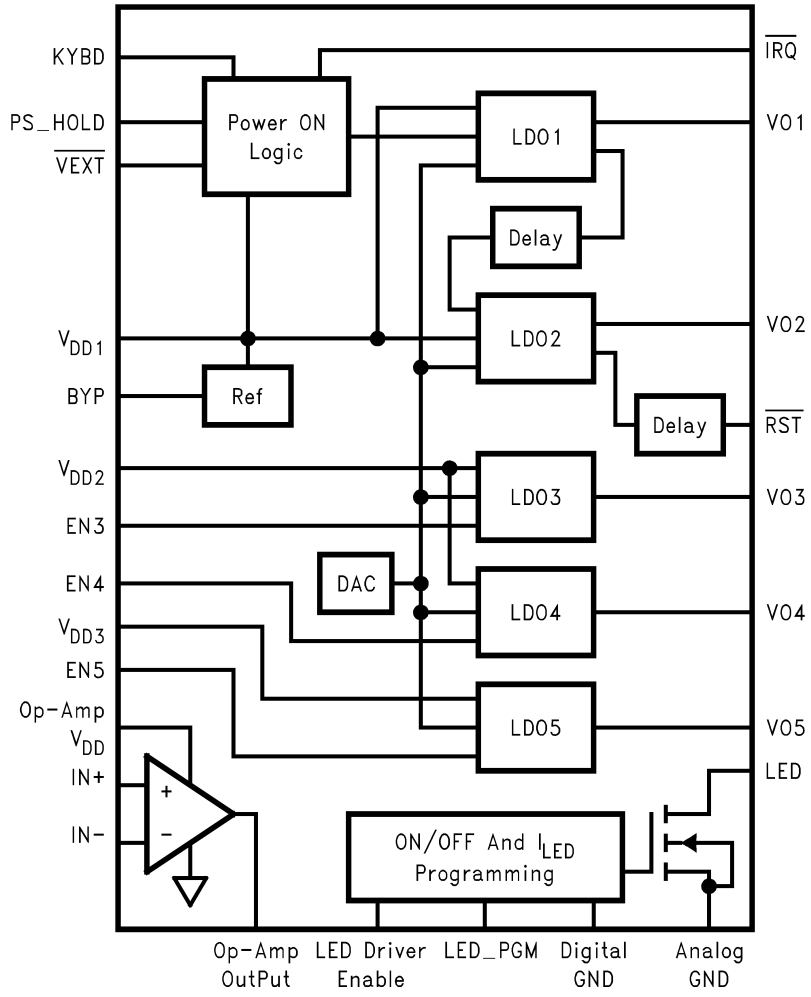 KYBD
IRQ
PS_HOLD
Power ON
Logic
LDO1
VO1
VEXT
Delay
VDD1
LDO2
VO2
BYP
Ref
Delay
RST
VDD2
LDO3
VO3
EN3
EN4
DAC
LDO4
VO4
VDD3
EN5
Op-Amp
VDD
LDO5
VO5
LED
IN+
+
IN-
-
ON/OFF And ILED
Programming
Op-Amp
OutPut
LED Driver
Enable
LED_PGM
Digital
GND
Analog
GND